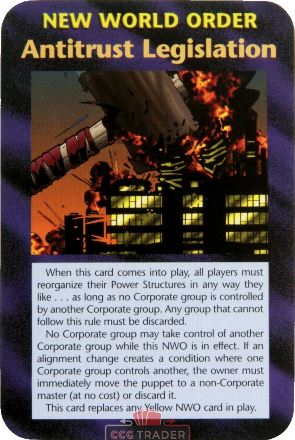 NEW WORLD ORDER
Antitrust Legislation
When this card comes into play, all players must
reorganize their Power Structures in any way they
like . . . as long as no Corporate group is controlled
by another Corporate group. Any group that cannot
follow this rule must be discarded.
No Corporate group may take control of another
Corporate group while this NWO is in effect. If an
alignment change creates a condition where one
Corporate group controls another, the owner must
immediately move the puppet to a non-Corporate
master (at no cost) or discard it.
This card replaces any Yellow NWO card in play.
CCG TRADER